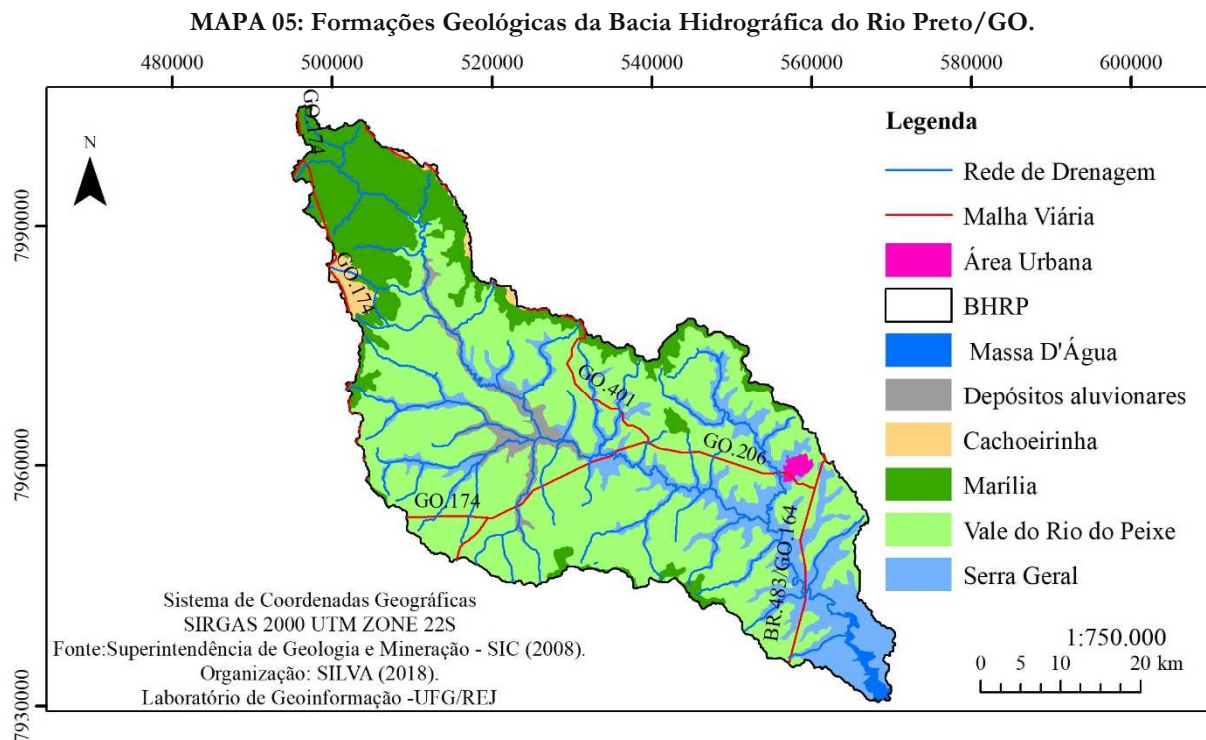 MAPA 05: Formações Geológicas da Bacia Hidrográfica do Rio Preto/GO.
480000 500000 520000 540000 560000 580000 600000
7990000
7960000
7930000
N
GO.174
GO.174
GO.401
GO.206
GO.174
BR.483/GO.164
Legenda
Rede de Drenagem
Malha Viária
Área Urbana
BHRP
Massa D'Água
Depósitos aluvionares
Cachoeirinha
Marília
Vale do Rio do Peixe
Serra Geral
1:750.000
0 5 10 20 km
Sistema de Coordenadas Geográficas
SIRGAS 2000 UTM ZONE 22S
Fonte:Superintendência de Geologia e Mineração - SIC (2008).
Organização: SILVA (2018).
Laboratório de Geoinformação -UFG/REJ